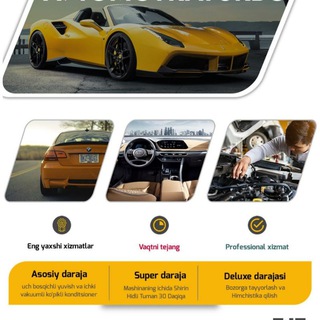 Eng yaxshi xizmatlar
Vaqtni tejang
Professional xizmat
Asosiy daraja
uch bosqichli yuvish va ichki
vakuumli ko'pikli konditsioner
Super daraja
Mashinaning ichida Shirin
Hidli Tuman 30 Daqiqa
Deluxe darajasi
Bozorga tayyorlash va
Himchistika qilish